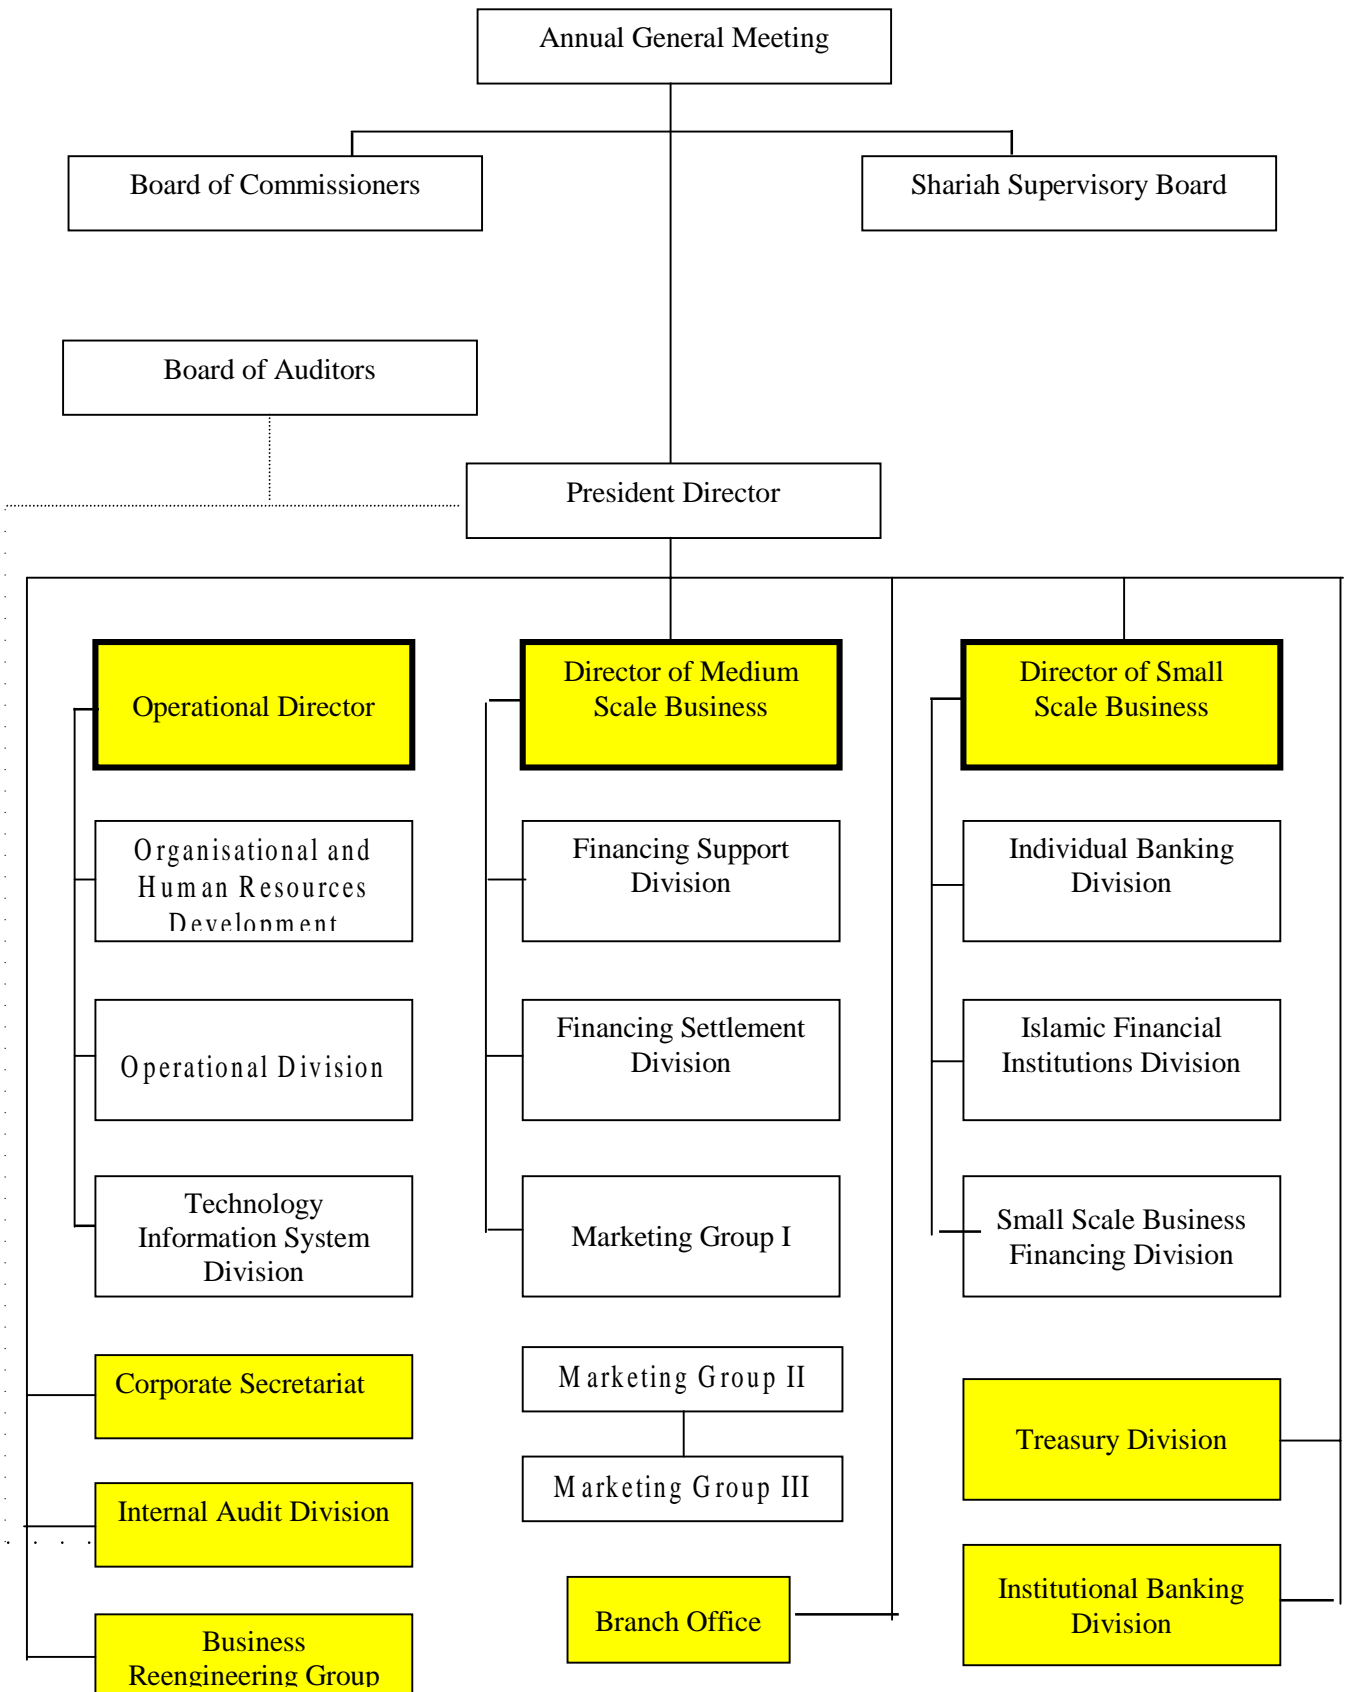 Annual General Meeting
Board of Commissioners
Shariah Supervisory Board
Board of Auditors
President Director
Operational Director
Director of Medium
Scale Business
Director of Small
Scale Business
Organisational and
Human Resources
Development
Financing Support
Division
Individual Banking
Division
Operational Division
Financing Settlement
Division
Islamic Financial
Institutions Division
Technology
Information System
Division
Marketing Group I
Small Scale Business
Financing Division
Corporate Secretariat
Marketing Group II
Treasury Division
Marketing Group III
Internal Audit Division
Branch Office
Institutional Banking
Division
Business
Reengineering Group